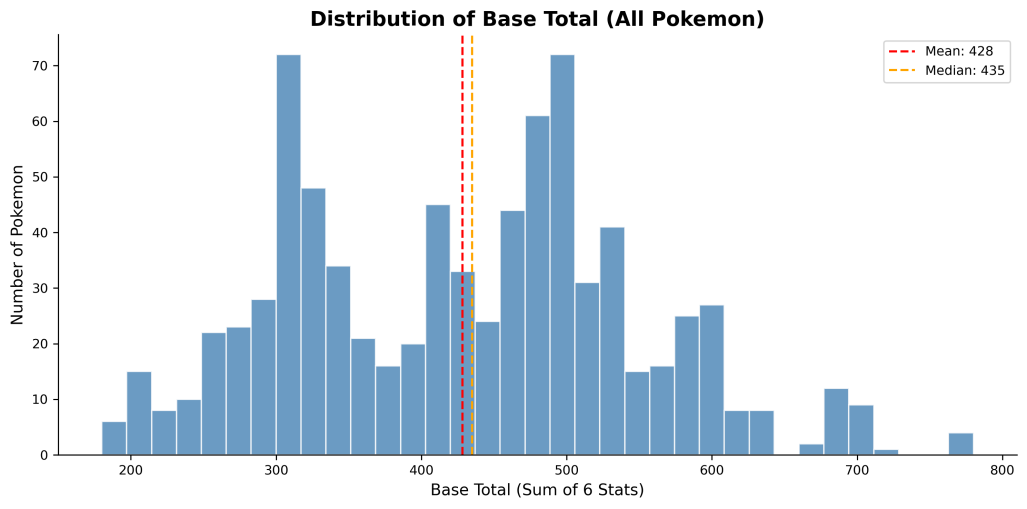 Distribution of Base Total (All Pokemon)
Mean: 428
Median: 435
Number of Pokemon
70
60
50
40
30
20
10
0
200 300 400 500 600 700 800
Base Total (Sum of 6 Stats)